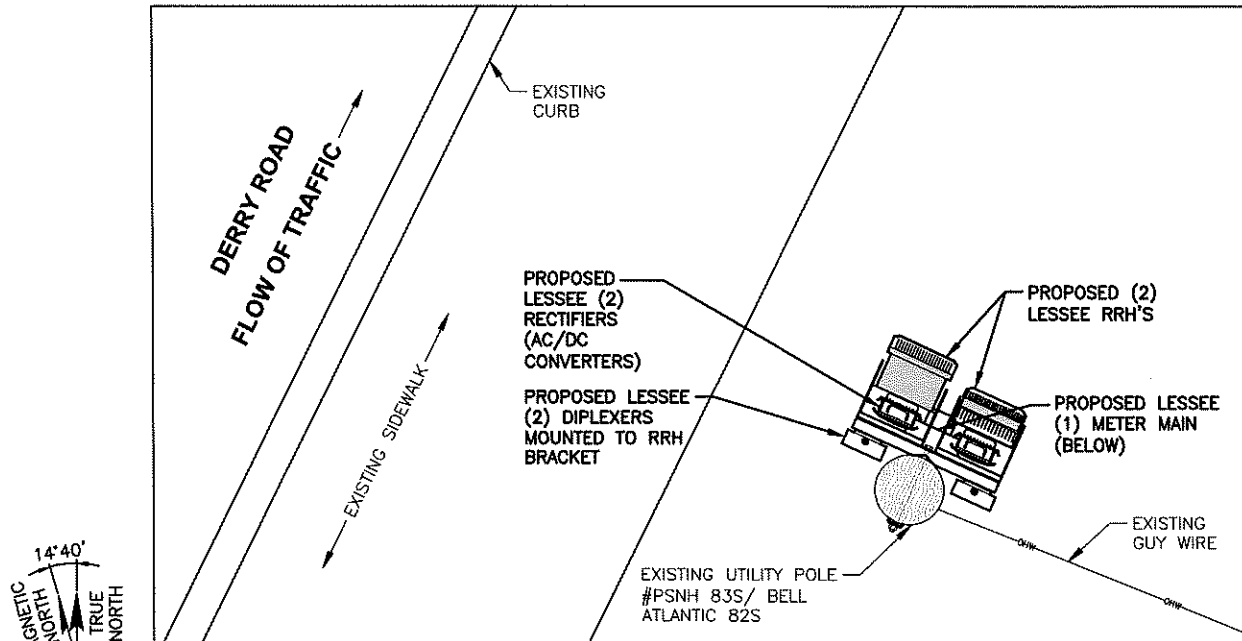 EXISTING
CURB
DERRY ROAD
FLOW OF TRAFFIC
EXISTING SIDEWALK
PROPOSED
LESSEE (2)
RECTIFIERS
(AC/DC
CONVERTERS)
PROPOSED LESSEE
(2) DIPLEXERS
MOUNTED TO RRH
BRACKET
PROPOSED (2)
LESSEE RRH'S
PROPOSED LESSEE
(1) METER MAIN
(BELOW)
EXISTING
GUY WIRE
OHW
OHW
EXISTING UTILITY POLE
#PSNH 83S/ BELL
ATLANTIC 82S
14°40'
NORTH
TRUE
NORTH